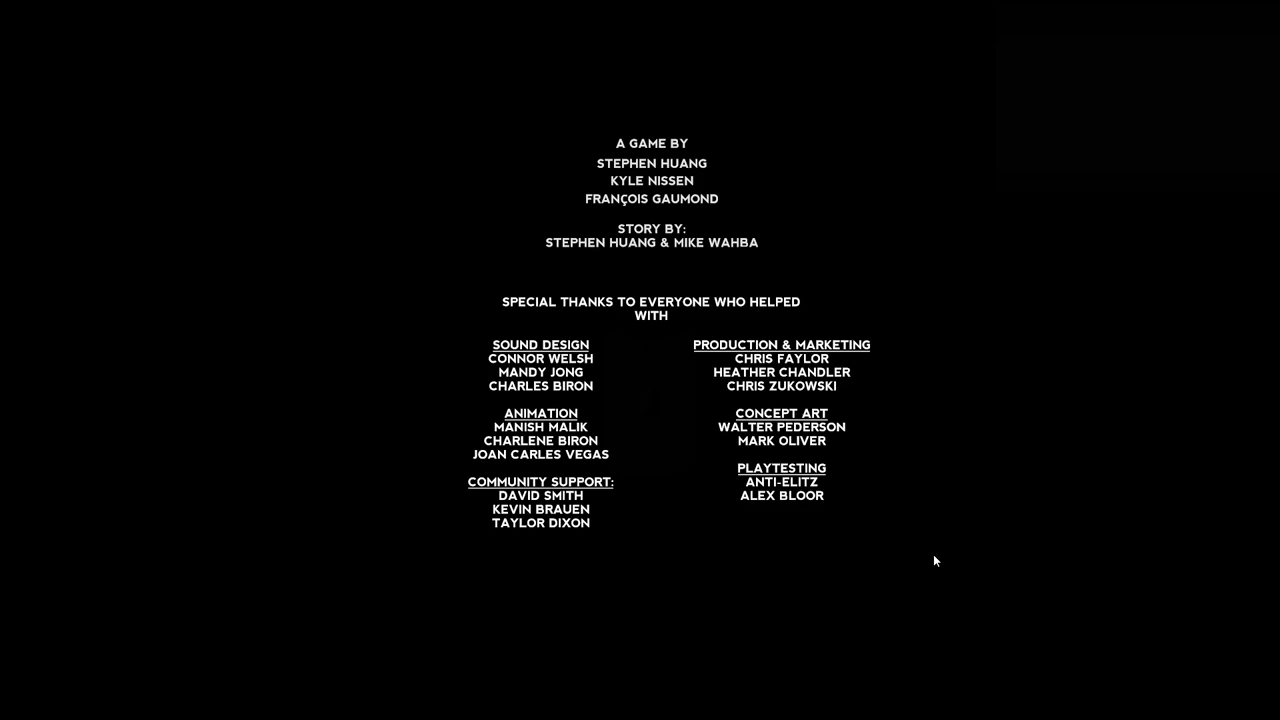 A GAME BY
STEPHEN HUANG
KYLE NISSEN
FRANÇOIS GAUMOND
STORY BY:
STEPHEN HUANG & MIKE WAHBA
SPECIAL THANKS TO EVERYONE WHO HELPED
WITH
SOUND DESIGN
CONNOR WELSH
MANDY JONG
CHARLES BIRON
ANIMATION
MANISH MALIK
CHARLENE BIRON
JOAN CARLES VEGAS
COMMUNITY SUPPORT:
DAVID SMITH
KEVIN BRAUEN
TAYLOR DIXON
PRODUCTION & MARKETING
CHRIS FAYLOR
HEATHER CHANDLER
CHRIS ZUKOWSKI
CONCEPT ART
WALTER PEDERSON
MARK OLIVER
PLAYTESTING
ANTI-ELITZ
ALEX BLOOR